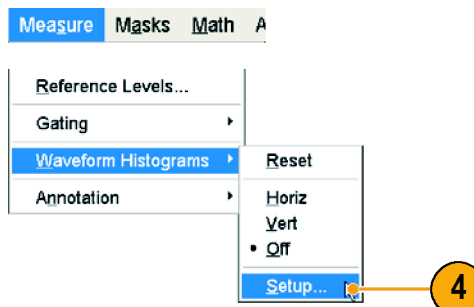 Measure Masks Math A
Reference Levels...
Gating
Waveform Histograms
Annotation
Reset
Horiz
Vert
• Off
Setup...
4